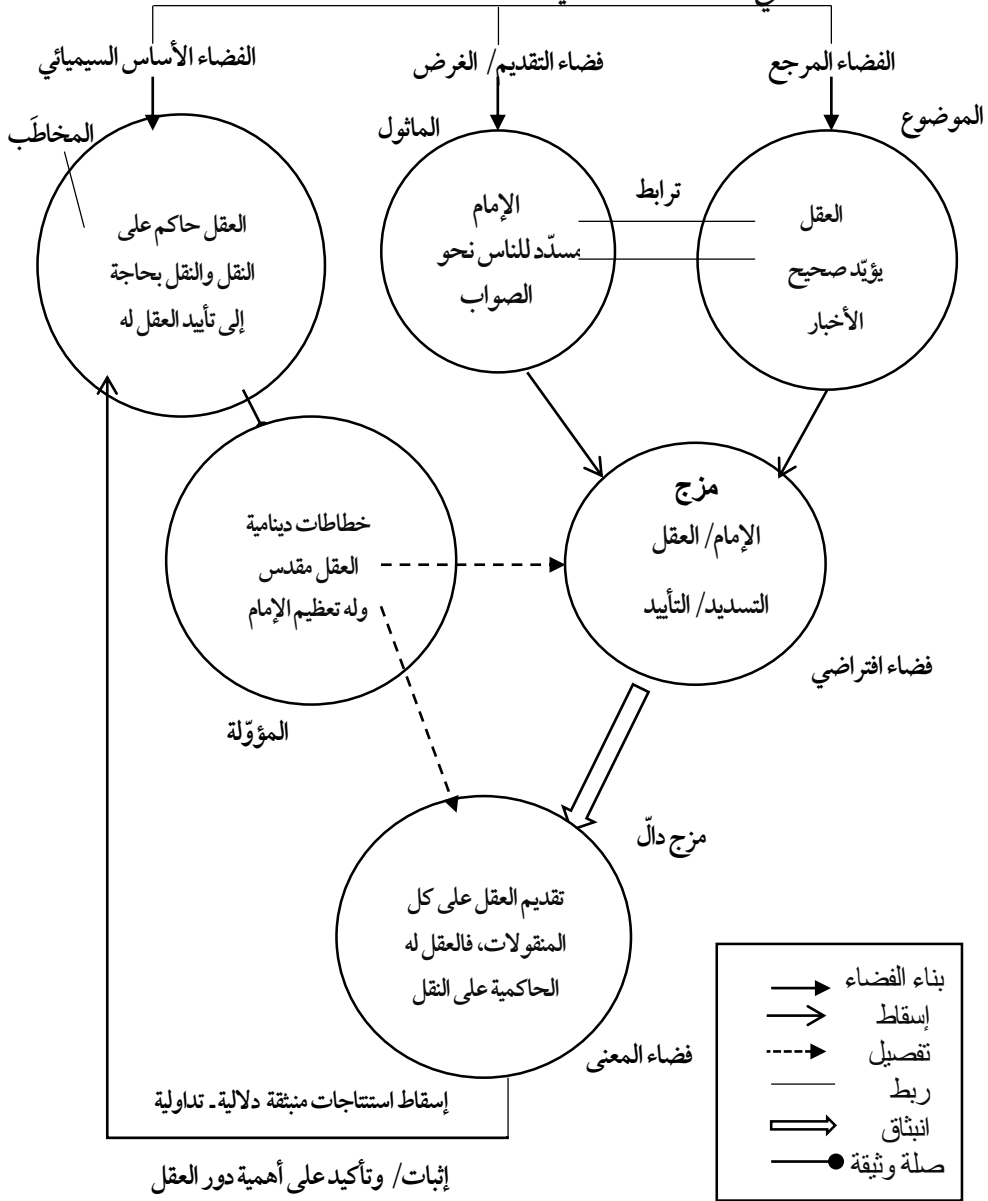 الفضاء المرجع
فضاء التقديم/ الغرض
الفضاء الأساس السيميائي
الموضوع
الماثول
المخاطَب
العقل
يؤيّد صحيح
الأخبار
ترابط
الإمام
مسدّد للناس نحو
الصواب
العقل حاكم على
النقل والنقل بحاجة
إلى تأييد العقل له
مزج
الإمام/ العقل
التسديد/ التأييد
خطاطات دينامية
العقل مقدس
وله تعظيم الإمام
فضاء افتراضي
المؤوّلة
مزج دالّ
تقديم العقل على كل
المنقولات، فالعقل له
الحاكمية على النقل
فضاء المعنى
إسقاط استنتاجات منبثقة دلالية ـ تداولية
إثبات/ وتأكيد على أهمية دور العقل
بناء الفضاء
إسقاط
تفصيل
ربط
انبثاق
صلة وثيقة